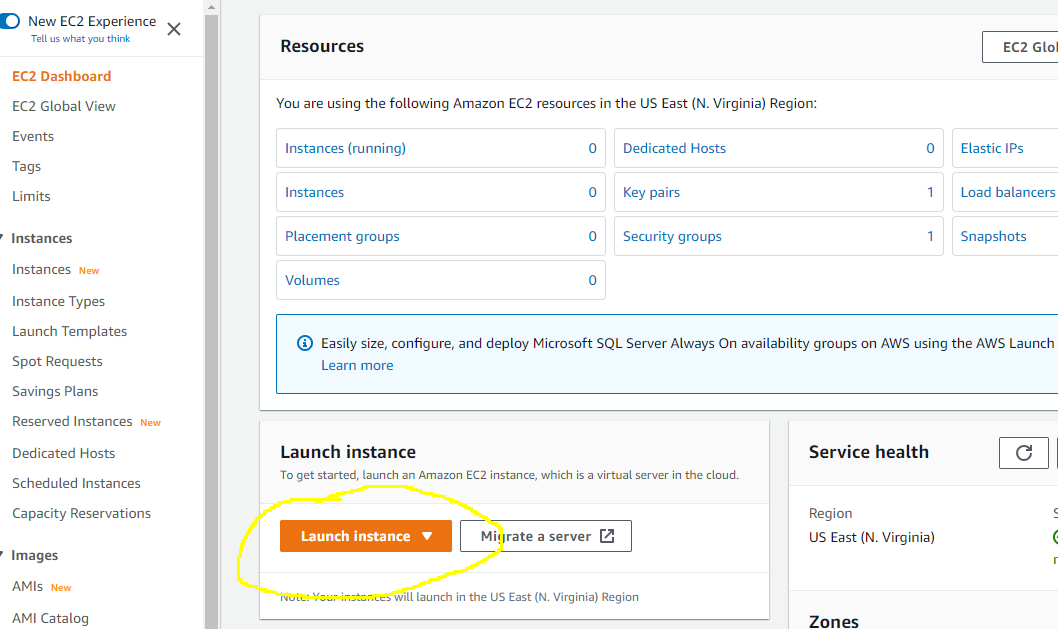 New EC2 Experience
Tell us what you think
EC2 Dashboard
EC2 Global View
Events
Tags
Limits
Instances
Instances New
Instance Types
Launch Templates
Spot Requests
Savings Plans
Reserved Instances New
Dedicated Hosts
Scheduled Instances
Capacity Reservations
Images
AMIs New
AMI Catalog
Resources
EC2 Glo
You are using the following Amazon EC2 resources in the US East (N. Virginia) Region:
Instances (running) 0 Dedicated Hosts 0 Elastic IPs
Instances 0 Key pairs 1 Load balancers
Placement groups 0 Security groups 1 Snapshots
Volumes 0
Easily size, configure, and deploy Microsoft SQL Server Always On availability groups on AWS using the AWS Launch
Learn more
Launch instance
To get started, launch an Amazon EC2 instance, which is a virtual server in the cloud.
Launch instance Migrate a server
Note: Your instances will launch in the US East (N. Virginia) Region
Service health
Region
US East (N. Virginia)
Zones